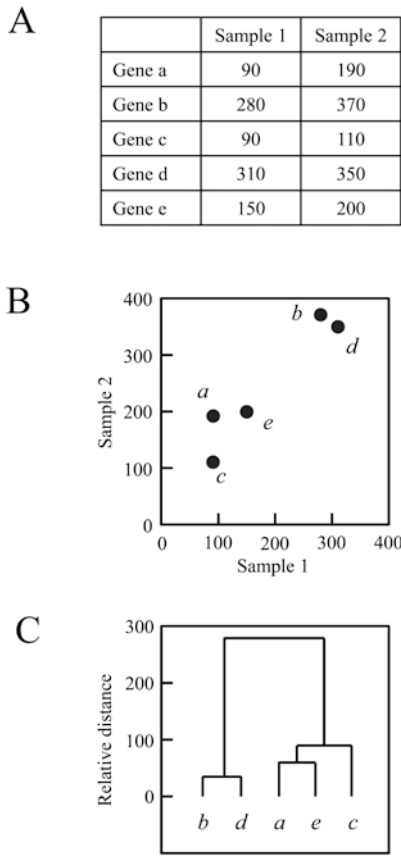 A
Sample 1 Sample 2
Gene a 90 190
Gene b 280 370
Gene c 90 110
Gene d 310 350
Gene e 150 200
B
Sample 2
400
300
200
100
0
b
d
a
e
c
0 100 200 300 400
Sample 1
C
Relative distance
300
200
100
0
b d a e c